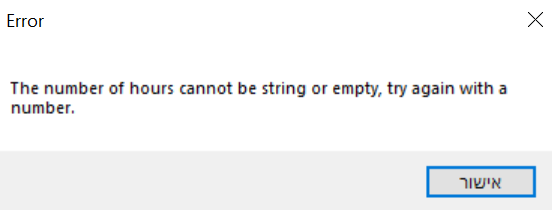 Error
The number of hours cannot be string or empty, try again with a
number.
אישור